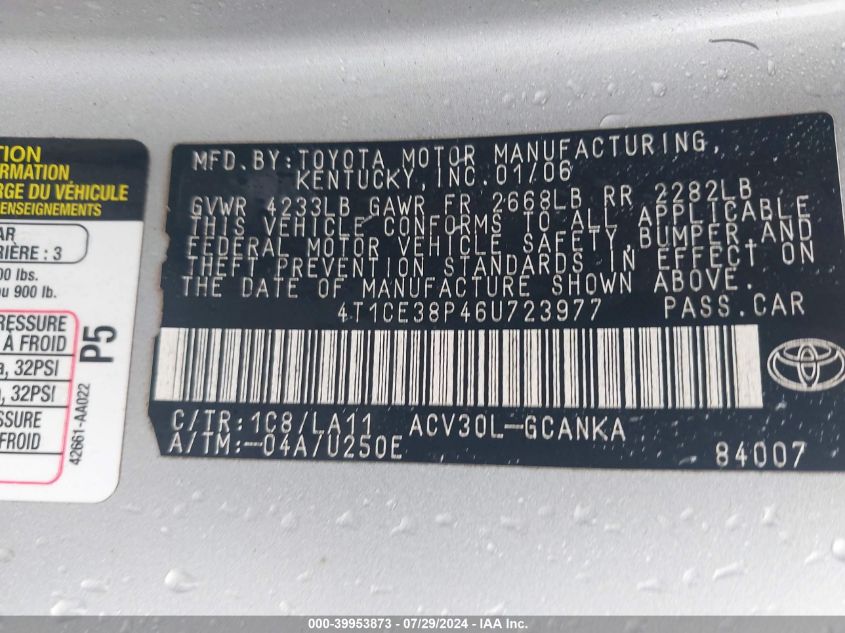 TION
FORMATION
RGE DU VÉHICULE
ENSEIGNEMENTS
AR
RIÈRE : 3
00 lbs.
ou 900 lb.
RESSURE
À FROID
a, 32PSI
, 32PSI
SSURE
FROID
P5
42661-AA022
MFD. BY: TOYOTA MOTOR MANUFACTURING,
KENTUCKY, INC. 01/06
GVWR 4233LB GAWR FR 2668LB RR 2282LB
THIS VEHICLE CONFORMS TO ALL APPLICABLE
FEDERAL MOTOR VEHICLE SAFETY, BUMPER, AND
THEFT PREVENTION STANDARDS IN EFFECT ON
THE DATE OF MANUFACTURE SHOWN ABOVE.
4T1CE38P46U723977 PASS.CAR
C/TR: 1C8/LA11 ACV30L-GCANKA
A/TM: -04A/U250E
84007
TOYOTA
000-39953873 - 07/29/2024 - IAA Inc.